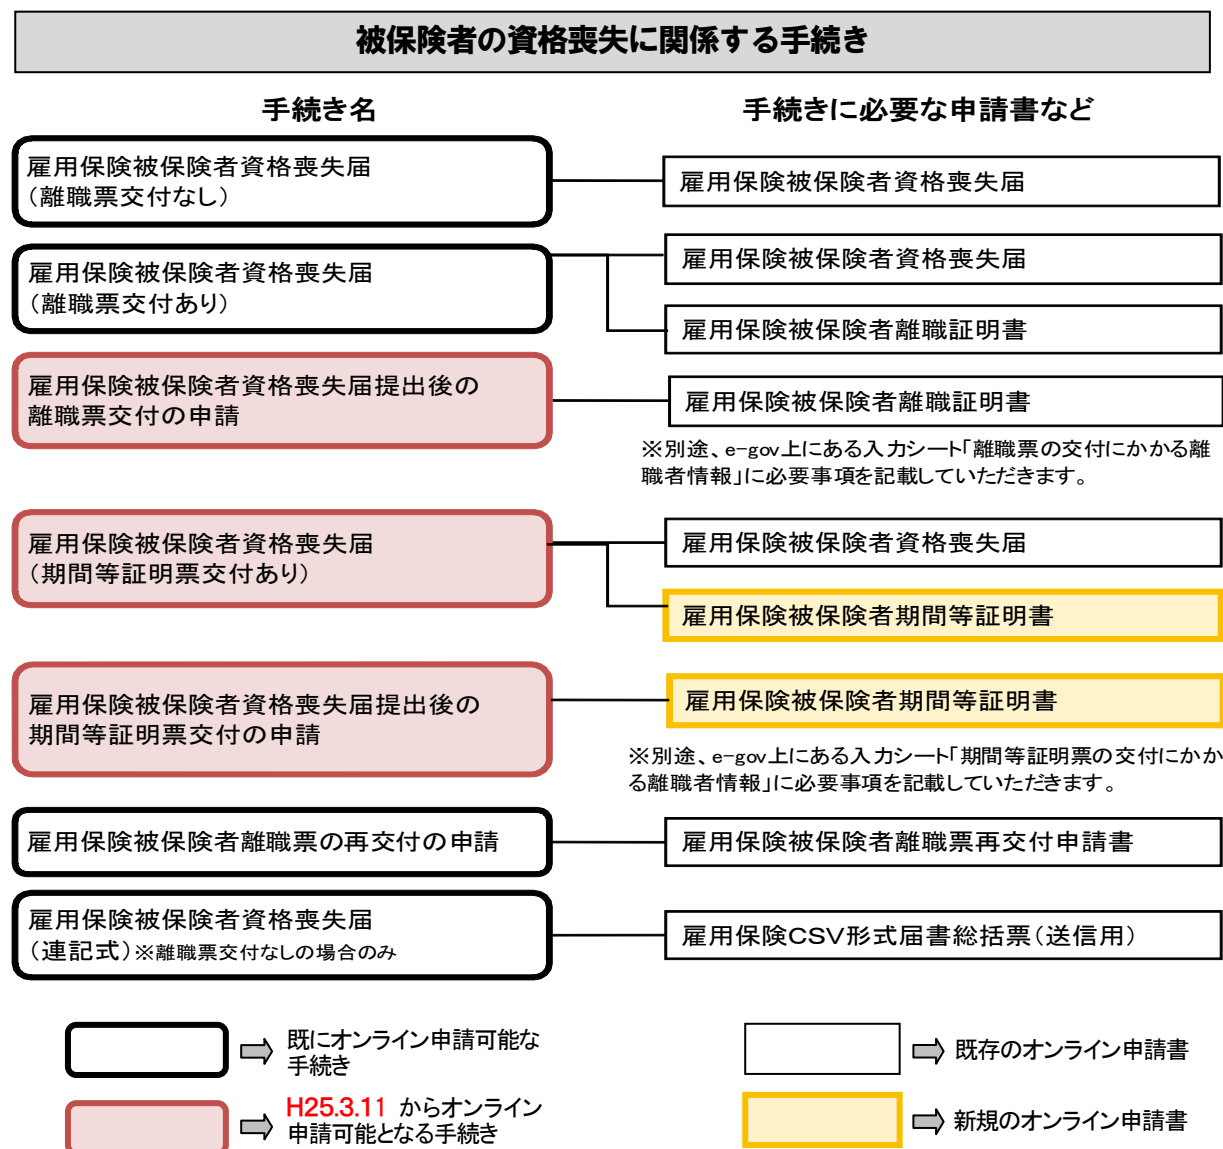 被保険者の資格喪失に関係する手続き
手続き名
手続きに必要な申請書など
雇用保険被保険者資格喪失届
（離職票交付なし）
雇用保険被保険者資格喪失届
雇用保険被保険者資格喪失届
（離職票交付あり）
雇用保険被保険者資格喪失届
雇用保険被保険者離職証明書
雇用保険被保険者資格喪失届提出後の
離職票交付の申請
雇用保険被保険者離職証明書
※別途、e-gov上にある入力シート「離職票の交付にかかる離
職者情報」に必要事項を記載していただきます。
雇用保険被保険者資格喪失届
（期間等証明票交付あり）
雇用保険被保険者資格喪失届
雇用保険被保険者期間等証明書
雇用保険被保険者資格喪失届提出後の
期間等証明票交付の申請
雇用保険被保険者期間等証明書
※別途、e-gov上にある入力シート「期間等証明票の交付にかか
る離職者情報」に必要事項を記載していただきます。
雇用保険被保険者離職票の再交付の申請
雇用保険被保険者離職票再交付申請書
雇用保険被保険者資格喪失届
（連記式）※離職票交付なしの場合のみ
雇用保険CSV形式届書総括票（送信用）
既にオンライン申請可能な
手続き
既存のオンライン申請書
H25.3.11 からオンライン
申請可能となる手続き
新規のオンライン申請書